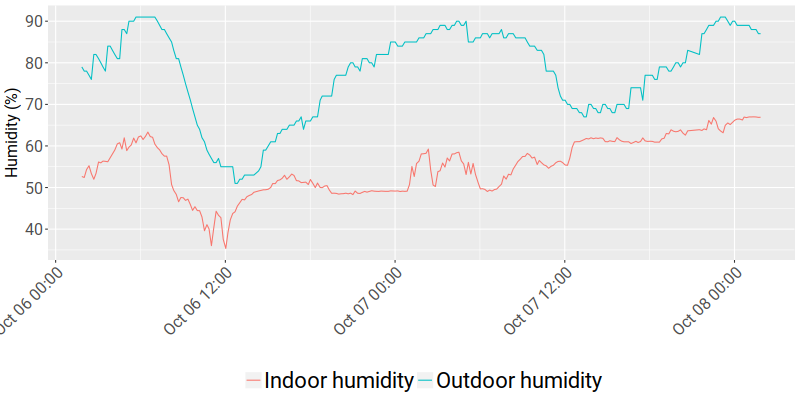 Humidity (%)
90
80
70
60
50
40
Oct 06 00:00
Oct 06 12:00
Oct 07 00:00
Oct 07 12:00
Oct 08 00:00
Indoor humidity
Outdoor humidity